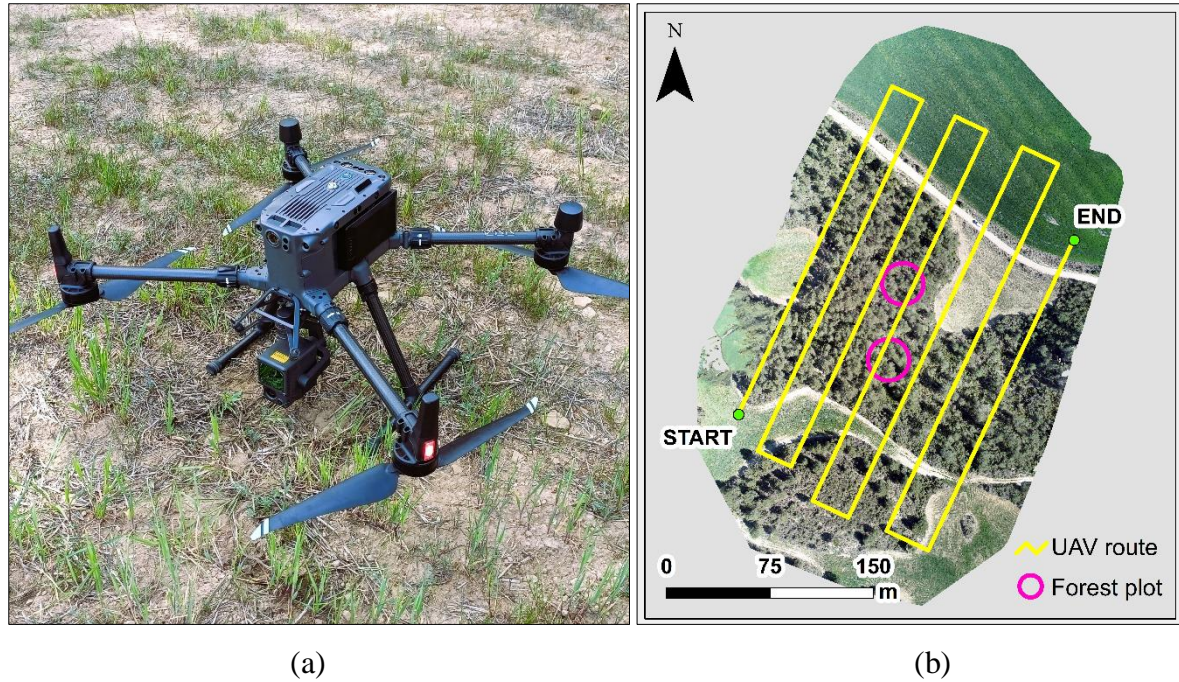 N
END
START
0 75 150
m
UAV route
Forest plot
(a) (b)